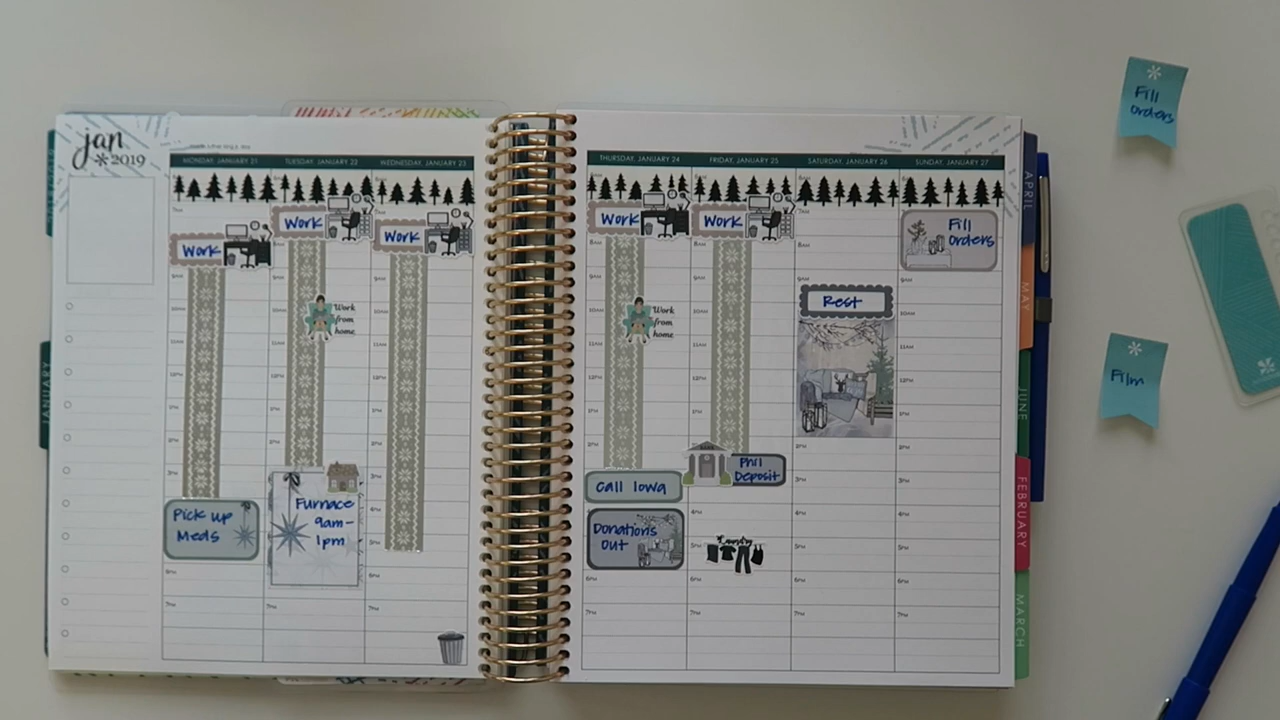 jan
*2019
MONDAY, JANUARY 21
TUESDAY, JANUARY 22
WEDNESDAY, JANUARY 23
THURSDAY, JANUARY 24
FRIDAY, JANUARY 25
SATURDAY, JANUARY 26
SUNDAY, JANUARY 27
Work
Work
Work
Work
Work
Fill
orders
Rest
Work
from
home
Work
from
home
Pick up
Meds
Furnace
9am-
1pm
Call Iowa
Donations
out
Phil
Deposit
Laundry
Fill
orders
Film
JANUARY
APRIL
MAY
JUNE
FEBRUARY
MARCH